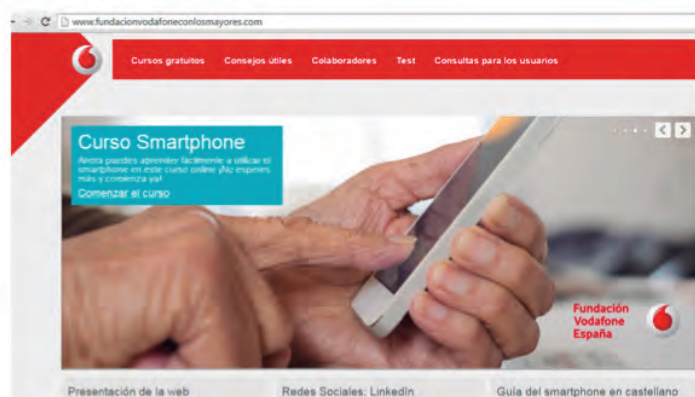 www.fundacionvodafoneconlosmayores.com
Cursos gratuitos Consejos útiles Colaboradores Test Consultas para los usuarios
Curso Smartphone
Ahora puedes aprender fácilmente a utilizar el
smartphone en este curso online ¡No esperes
más y comienza ya!
Comenzar el curso
Fundación
Vodafone
España
Presentación de la web Redes Sociales: LinkedIn Guía del smartphone en castellano